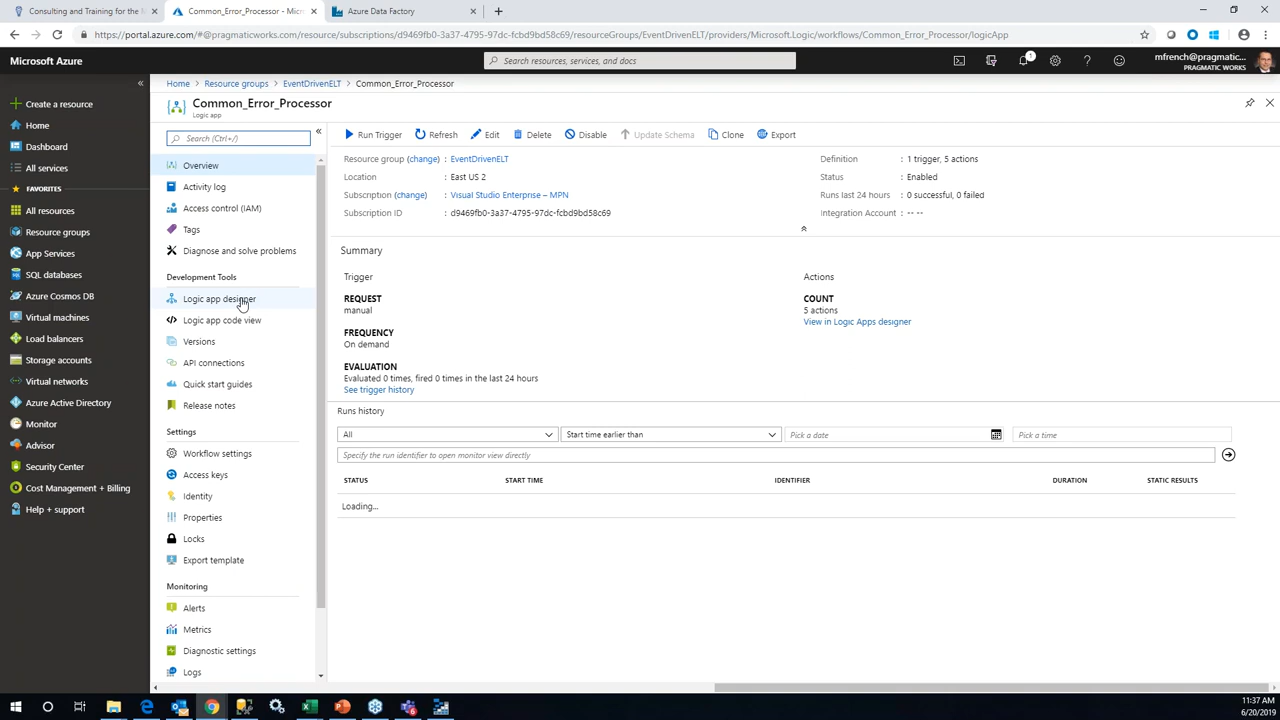 Consulting and Training for the M
Common_Error_Processor - Micr
Azure Data Factory
https://portal.azure.com/#@pragmaticworks.com/resource/subscriptions/d9469fb0-3a37-4795-97dc-fcbd9bd58c69/resourceGroups/EventDrivenELT/providers/Microsoft.Logic/workflows/Common_Error_Processor/logicApp
Microsoft Azure
Search resources, services, and docs
1
mfrench@pragmatic...
PRAGMATIC WORKS
Create a resource
Home
Dashboard
All services
FAVORITES
All resources
Resource groups
App Services
SQL databases
Azure Cosmos DB
Virtual machines
Load balancers
Storage accounts
Virtual networks
Azure Active Directory
Monitor
Advisor
Security Center
Cost Management + Billing
Help + support
Home
Resource groups
EventDrivenELT
Common_Error_Processor
Common_Error_Processor
Logic app
Search (Ctrl+/)
Overview
Activity log
Access control (IAM)
Tags
Diagnose and solve problems
Development Tools
Logic app designer
Logic app code view
Versions
API connections
Quick start guides
Release notes
Settings
Workflow settings
Access keys
Identity
Properties
Locks
Export template
Monitoring
Alerts
Metrics
Diagnostic settings
Logs
Run Trigger
Refresh
Edit
Delete
Disable
Update Schema
Clone
Export
Resource group (change) : EventDrivenELT
Location : East US 2
Subscription (change) : Visual Studio Enterprise – MPN
Subscription ID : d9469fb0-3a37-4795-97dc-fcbd9bd58c69
Definition : 1 trigger, 5 actions
Status : Enabled
Runs last 24 hours : 0 successful, 0 failed
Integration Account : -- --
Summary
Trigger
REQUEST
manual
FREQUENCY
On demand
EVALUATION
Evaluated 0 times, fired 0 times in the last 24 hours
See trigger history
Actions
COUNT
5 actions
View in Logic Apps designer
Runs history
All
Start time earlier than
Pick a date
Pick a time
Specify the run identifier to open monitor view directly
STATUS START TIME IDENTIFIER DURATION STATIC RESULTS
Loading...
11:37 AM
6/20/2019